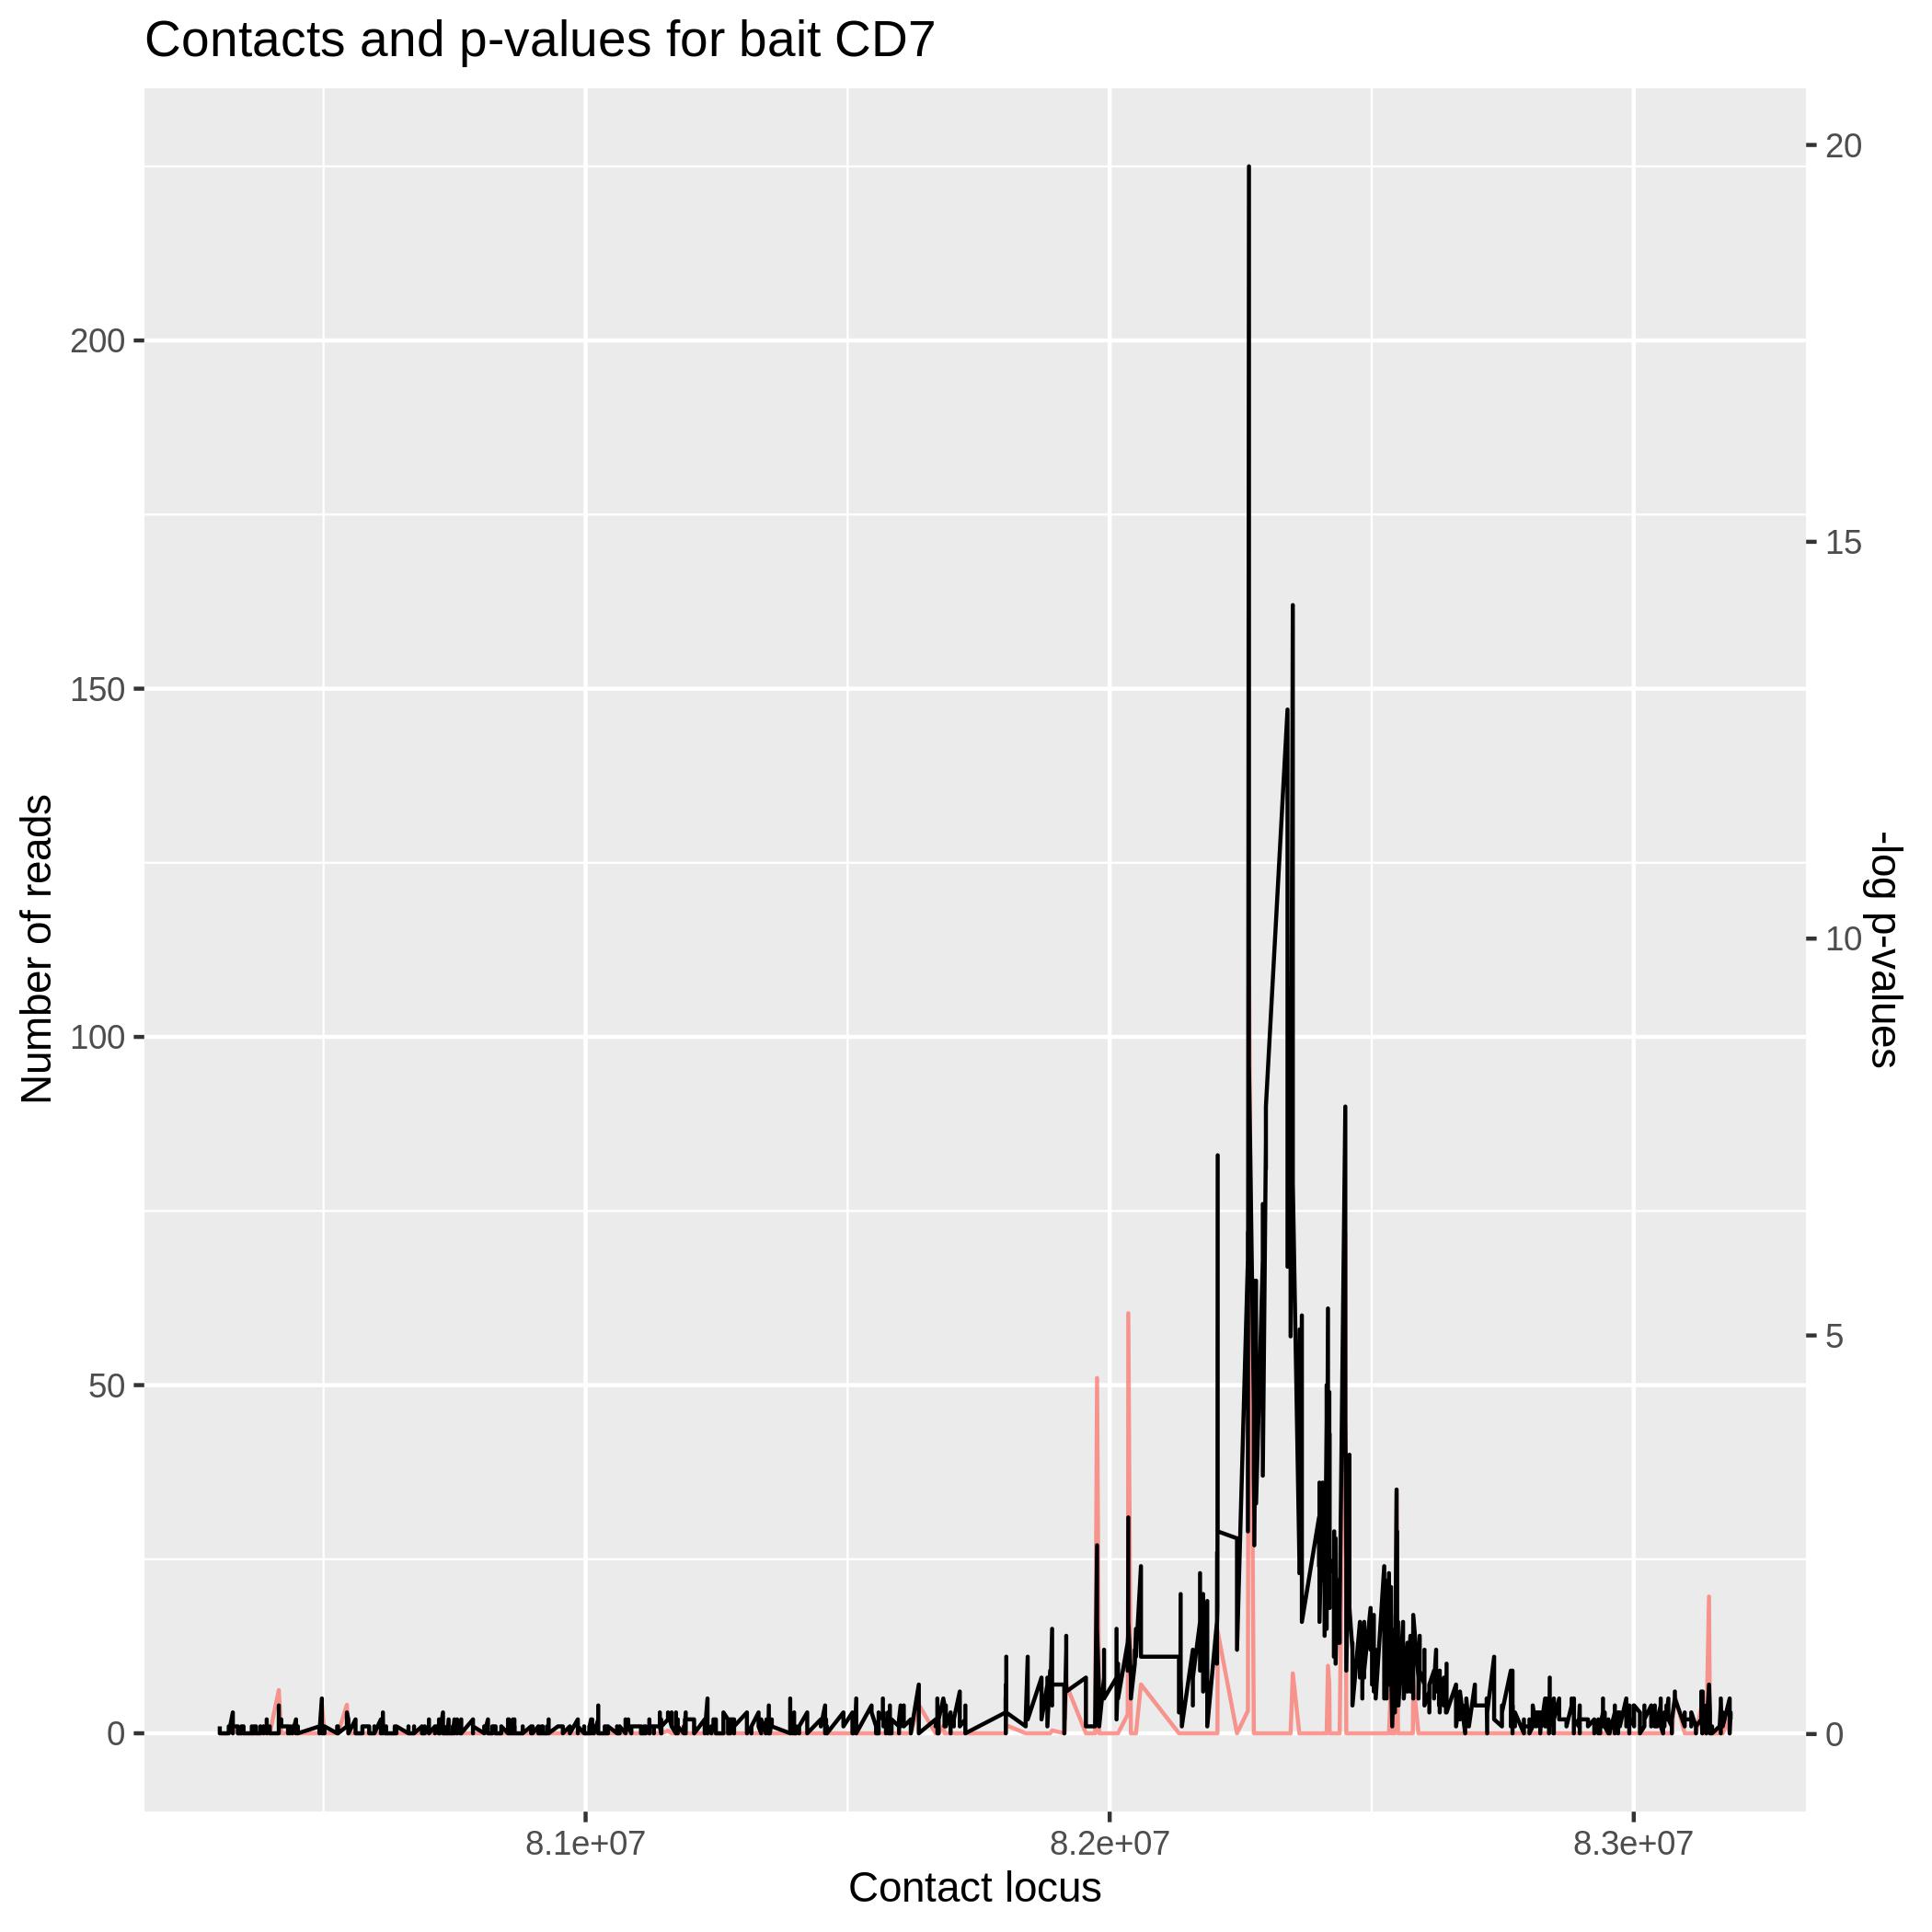 Contacts and p-values for bait CD7
Number of reads
200
150
100
50
0
20
15
10
5
0
-log p-values
8.1e+07
8.2e+07
8.3e+07
Contact locus